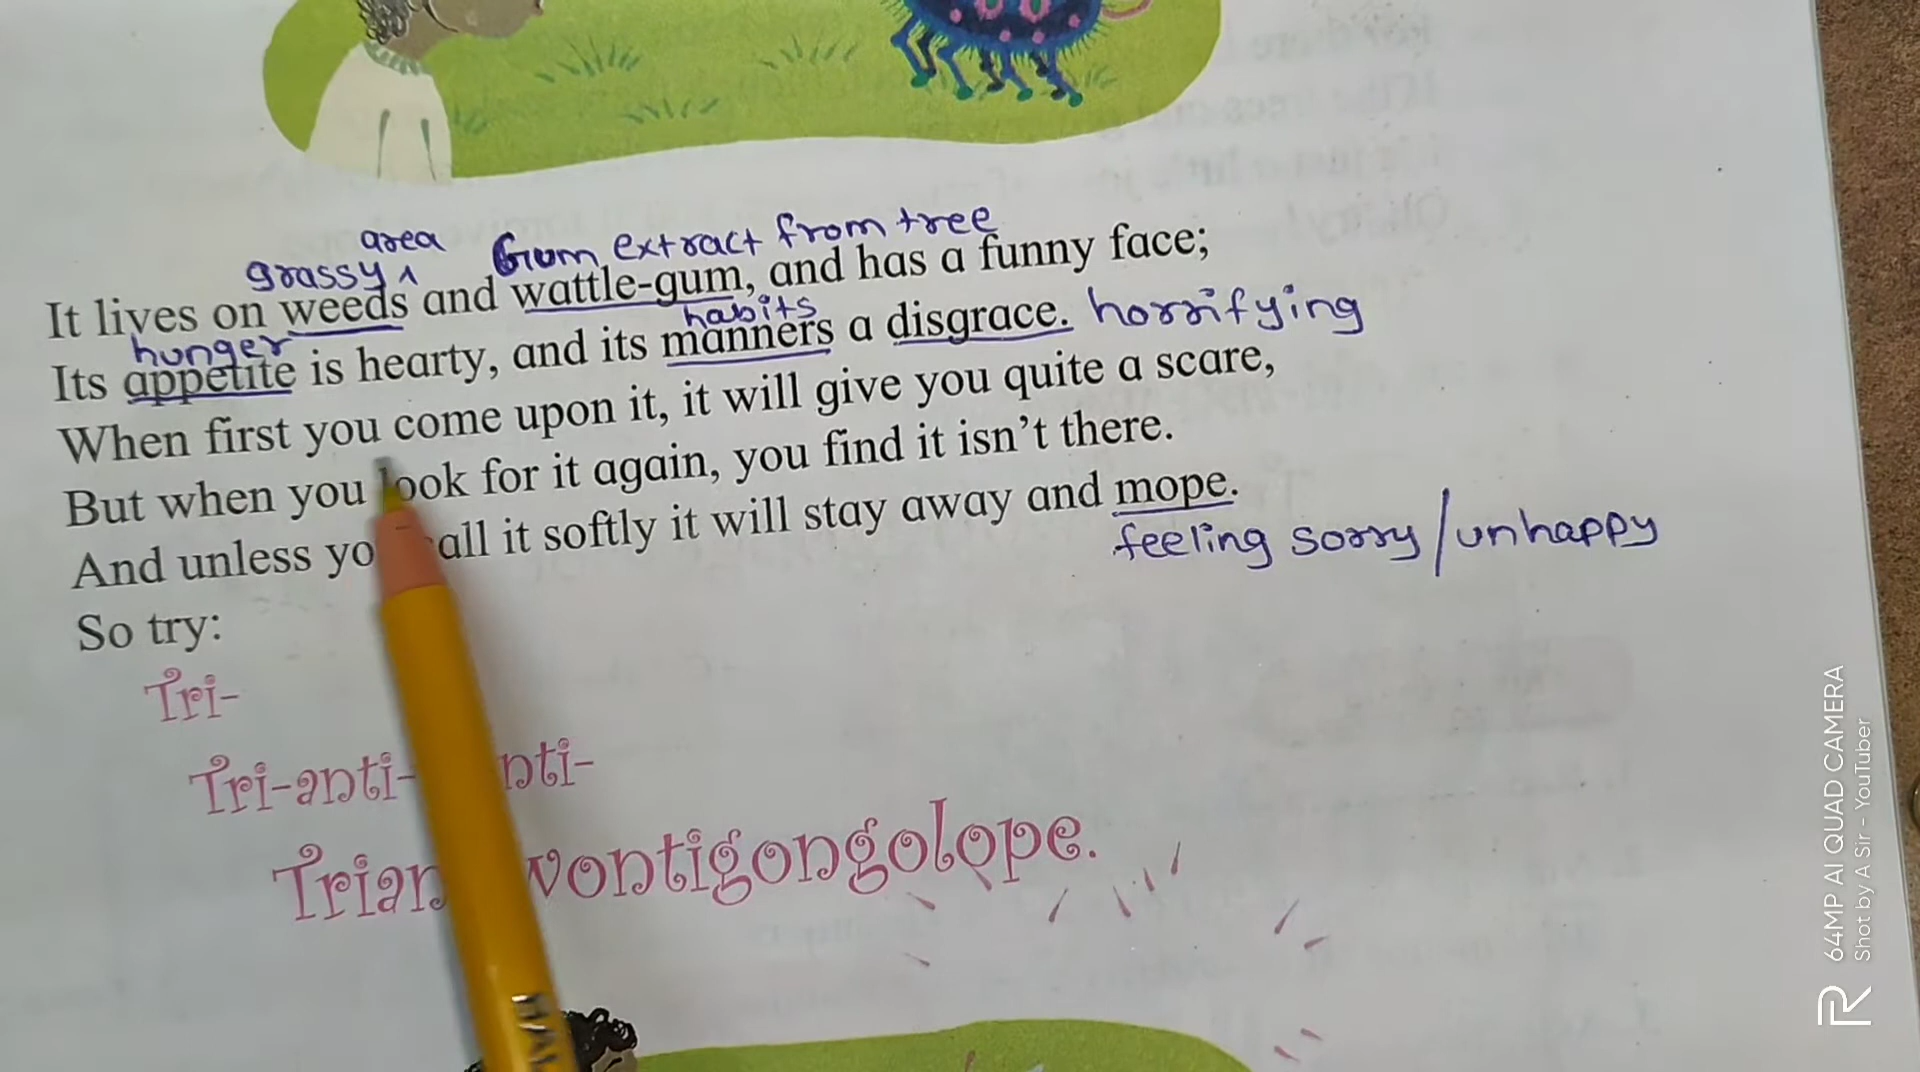 area
grassy ^ Gum extract from tree
It lives on weeds and wattle-gum, and has a funny face;
hunger habits
Its appetite is hearty, and its manners a disgrace. horrifying
When first you come upon it, it will give you quite a scare,
But when you look for it again, you find it isn't there.
And unless yo all it softly it will stay away and mope.
feeling sorry/unhappy
So try:
Tri-
Tri-anti- nti-
Trian wontigongolope.
64MP AI QUAD CAMERA
Shot by A Sir - YouTuber